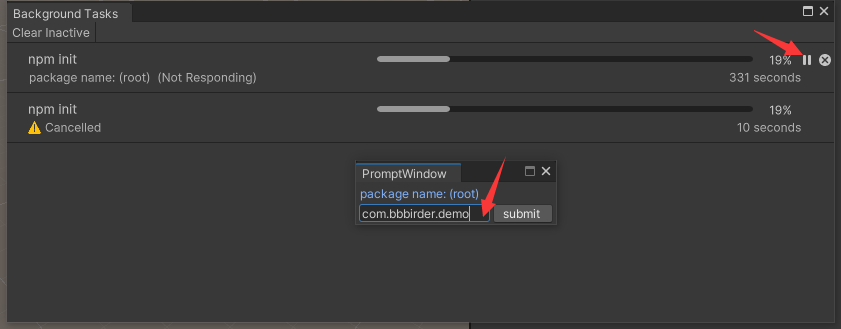 Background Tasks
Clear Inactive
npm init 19%
package name: (root) (Not Responding) 331 seconds
npm init 19%
Cancelled 10 seconds
PromptWindow
package name: (root)
com.bbbirder.demo submit